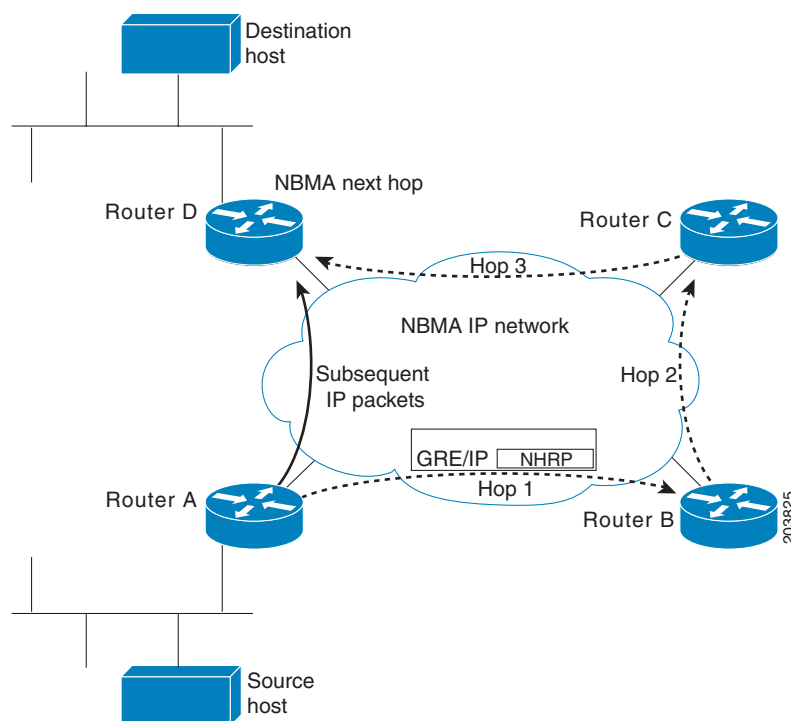 Destination
host
NBMA next hop
Router D
Router C
Hop 3
NBMA IP network
Hop 2
Subsequent
IP packets
GRE/IP
NHRP
Router A
Hop 1
Router B
203825
Source
host